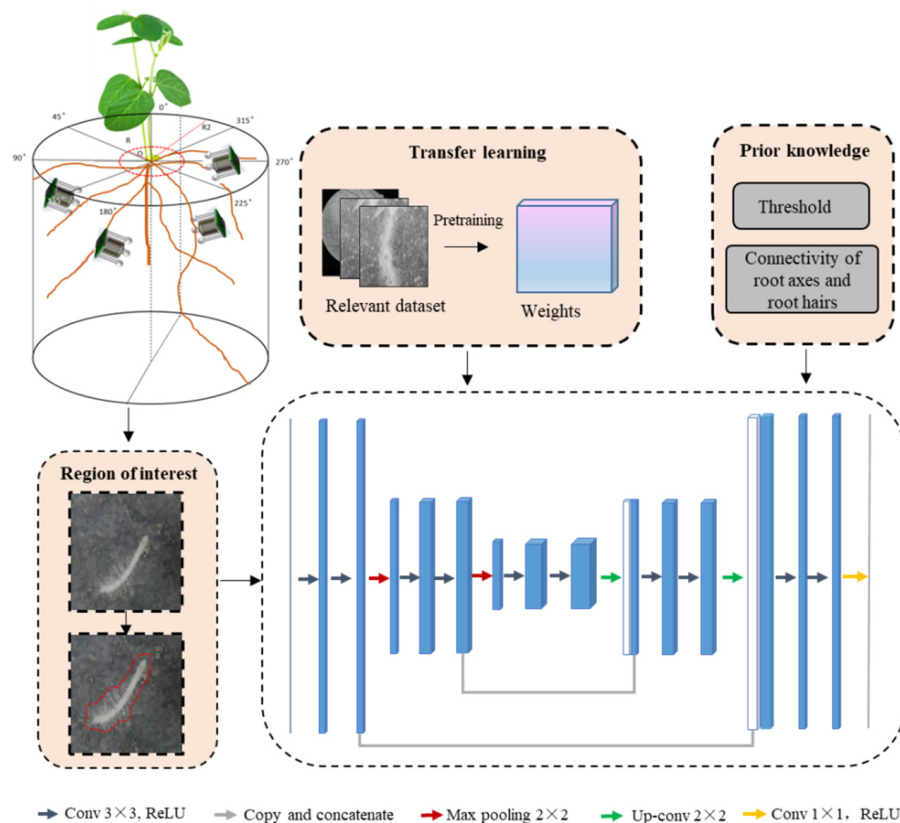 0°
45°
R
R2
315°
O
90°
270°
180°
225°
Transfer learning
Pretraining
Relevant dataset
Weights
Prior knowledge
Threshold
Connectivity of
root axes and
root hairs
Region of interest
Conv 3×3, ReLU
Copy and concatenate
Max pooling 2×2
Up-conv 2×2
Conv 1×1, ReLU